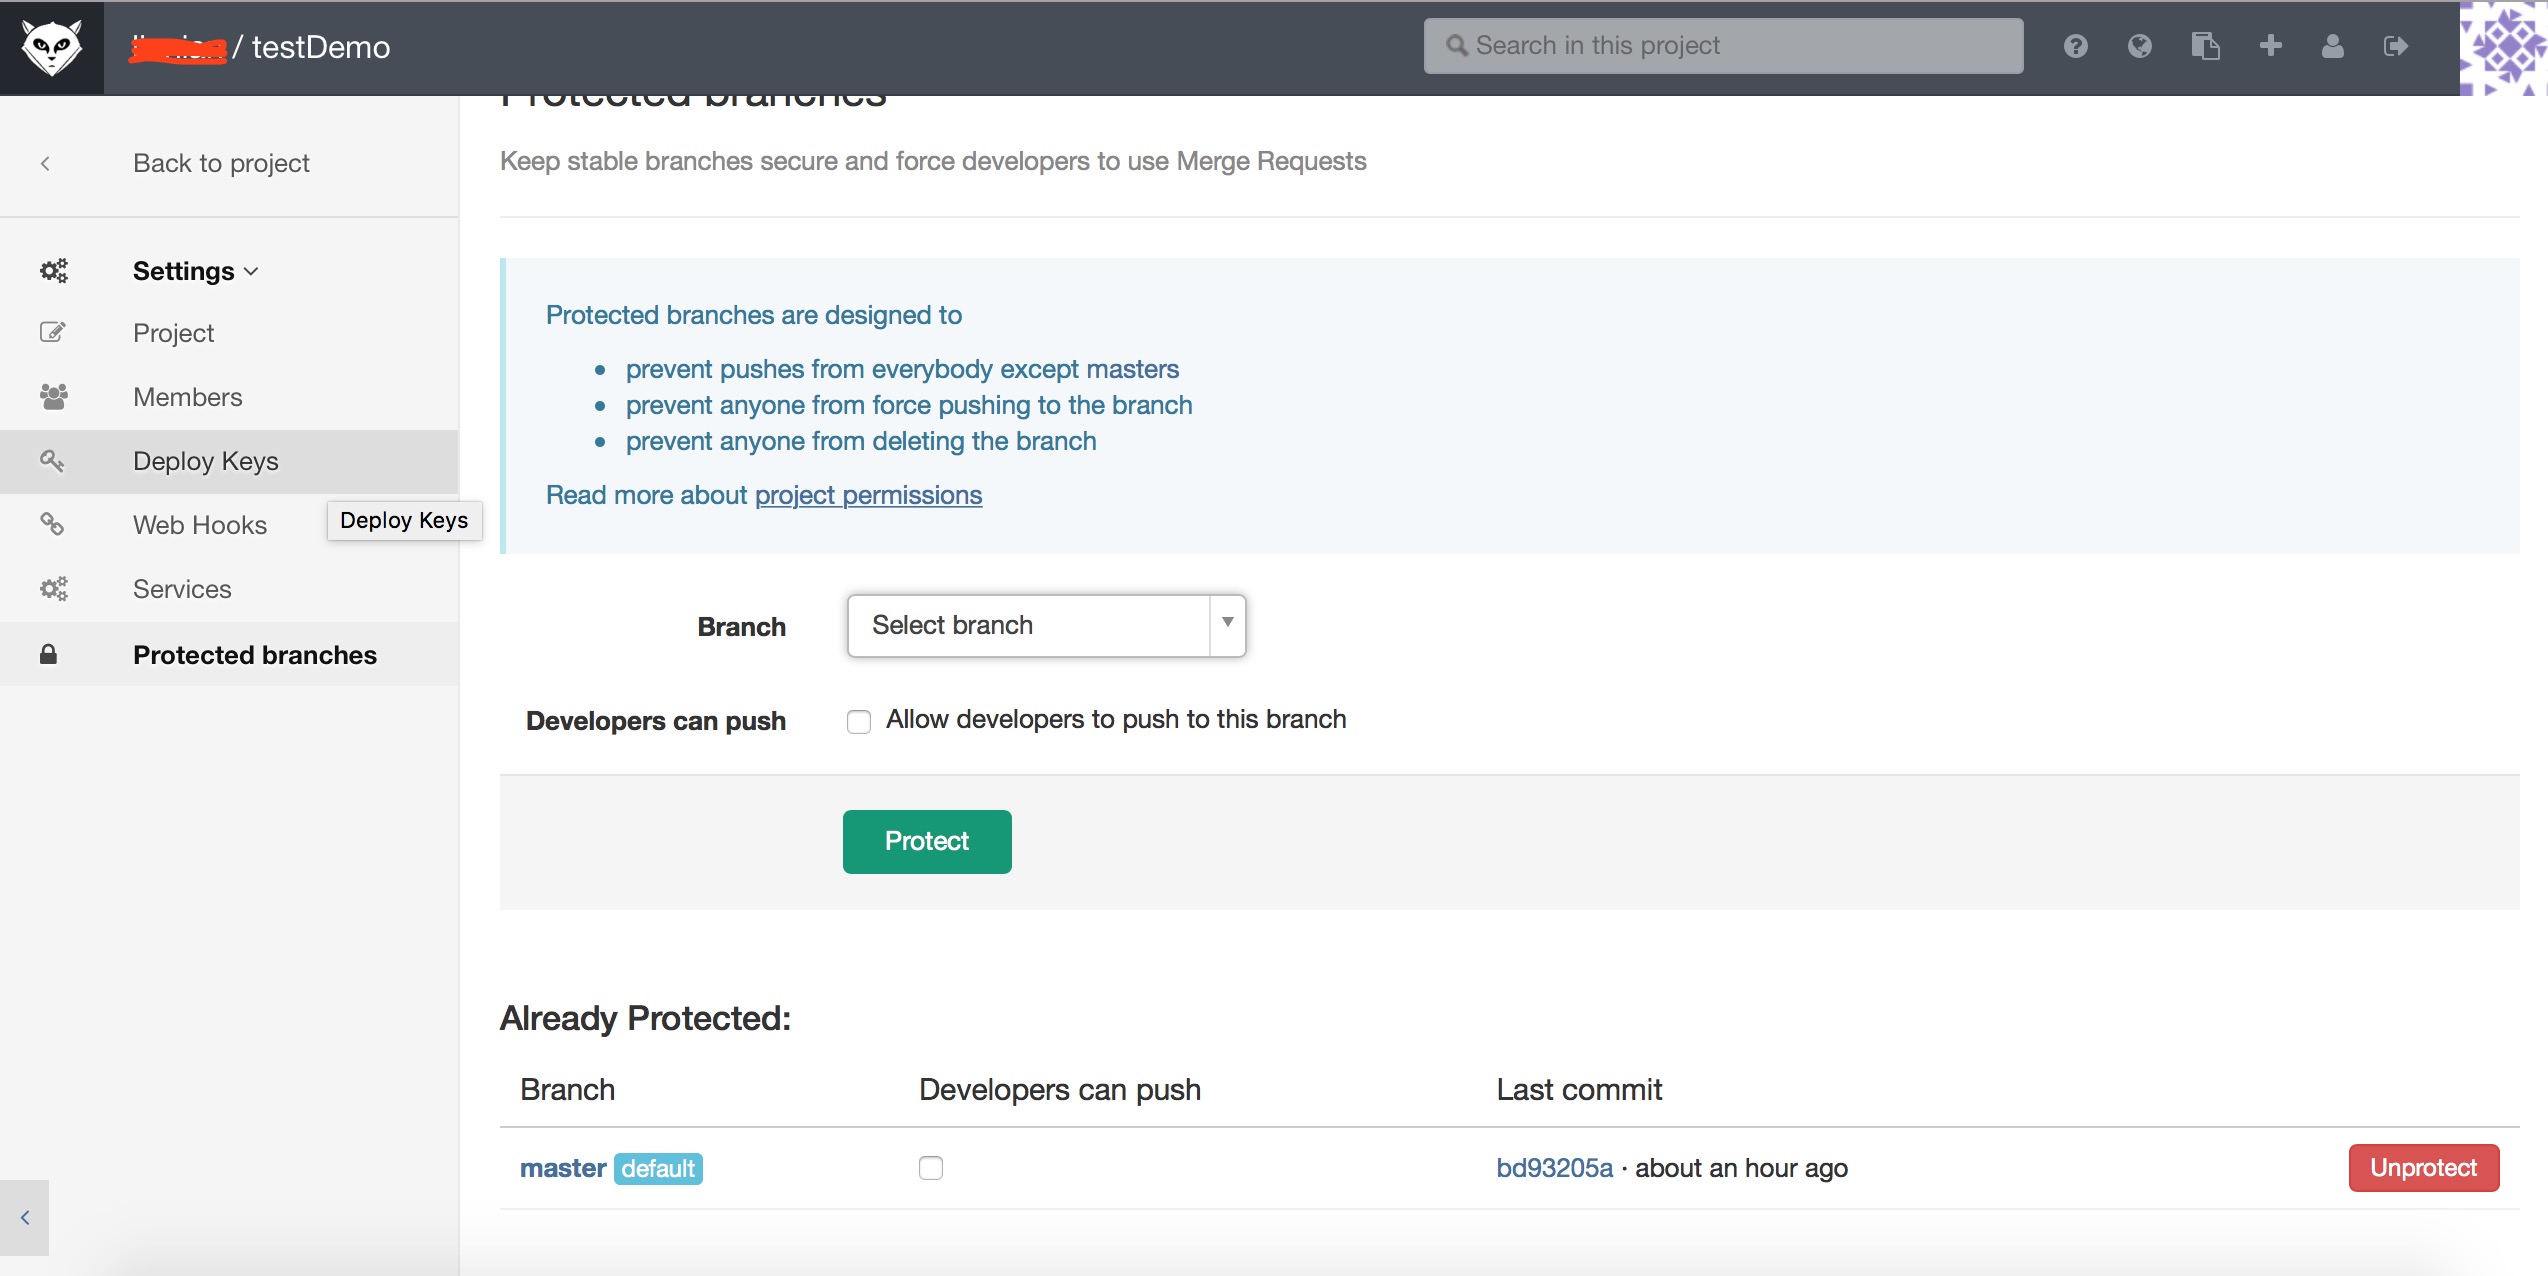 / testDemo
Search in this project
Protected branches
Back to project
Keep stable branches secure and force developers to use Merge Requests
Settings
Project
Members
Deploy Keys
Web Hooks
Deploy Keys
Services
Protected branches
Protected branches are designed to
prevent pushes from everybody except masters
prevent anyone from force pushing to the branch
prevent anyone from deleting the branch
Read more about project permissions
Branch
Select branch
Developers can push
Allow developers to push to this branch
Protect
Already Protected:
Branch Developers can push Last commit
master default bd93205a · about an hour ago Unprotect